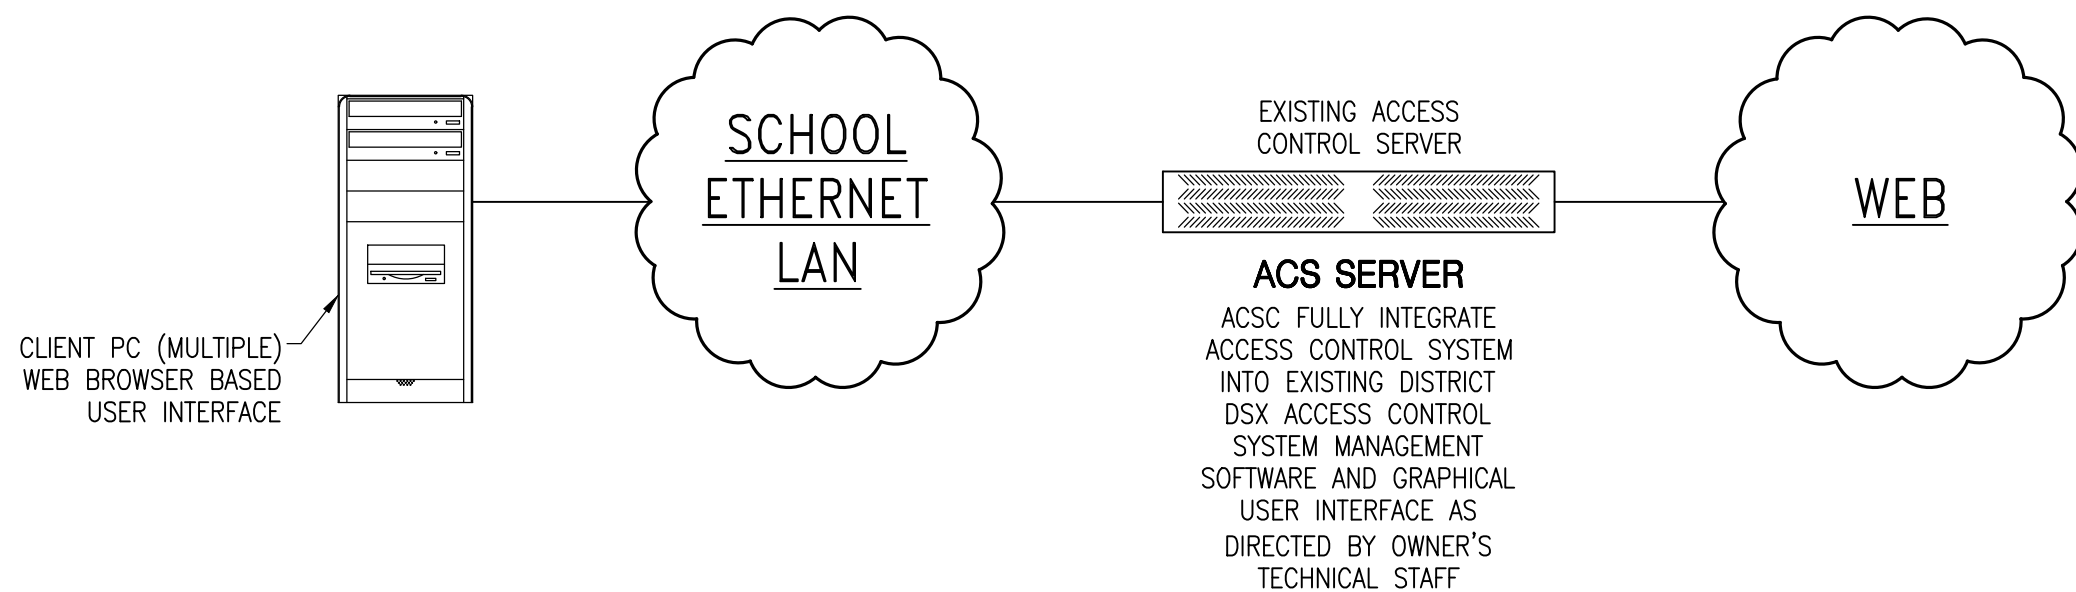 CLIENT PC (MULTIPLE)
WEB BROWSER BASED
USER INTERFACE
SCHOOL
ETHERNET
LAN
EXISTING ACCESS
CONTROL SERVER
ACS SERVER
ACSC FULLY INTEGRATE
ACCESS CONTROL SYSTEM
INTO EXISTING DISTRICT
DSX ACCESS CONTROL
SYSTEM MANAGEMENT
SOFTWARE AND GRAPHICAL
USER INTERFACE AS
DIRECTED BY OWNER'S
TECHNICAL STAFF
WEB